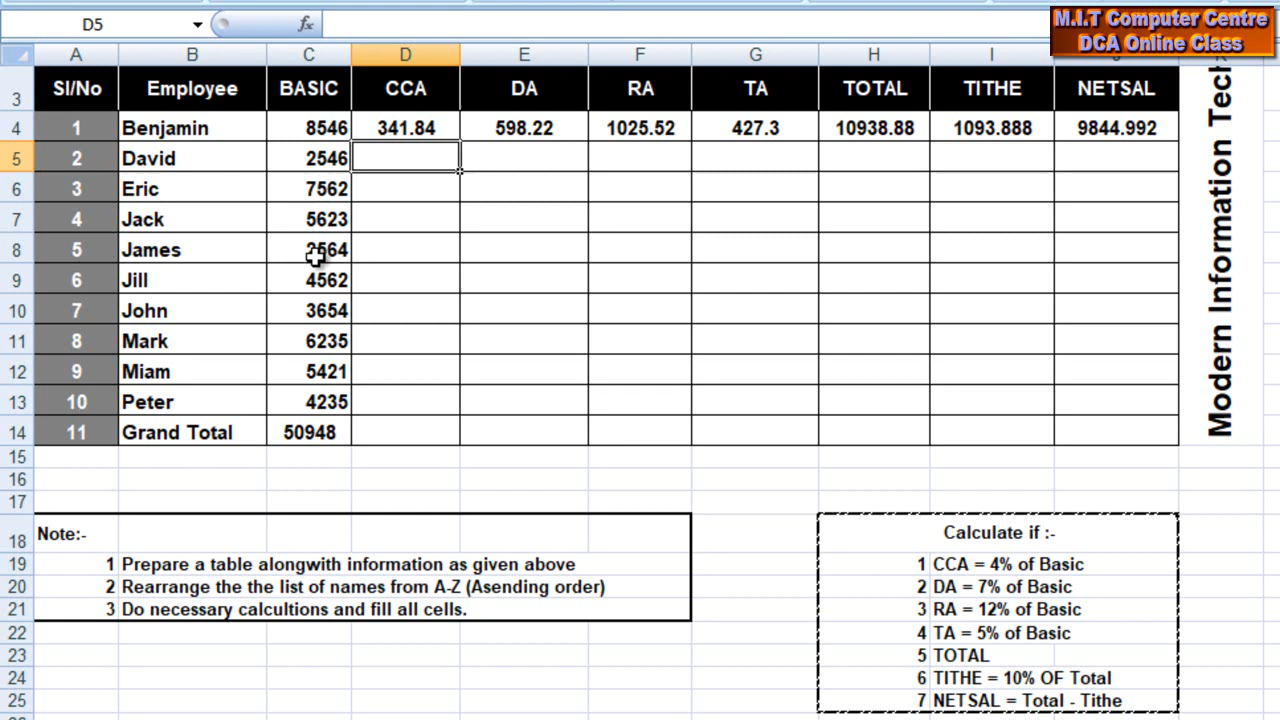 D5
fx
M.I.T Computer Centre
DCA Online Class
A B C D E F G H I
3 Sl/No Employee BASIC CCA DA RA TA TOTAL TITHE NETSAL
4 1 Benjamin 8546 341.84 598.22 1025.52 427.3 10938.88 1093.888 9844.992
5 2 David 2546
6 3 Eric 7562
7 4 Jack 5623
8 5 James 2564
9 6 Jill 4562
10 7 John 3654
11 8 Mark 6235
12 9 Miam 5421
13 10 Peter 4235
14 11 Grand Total 50948
Modern Information Tech
15
16
17
18 Note:- Calculate if :-
19 1 Prepare a table alongwith information as given above 1 CCA = 4% of Basic
20 2 Rearrange the the list of names from A-Z (Asending order) 2 DA = 7% of Basic
21 3 Do necessary calcultions and fill all cells. 3 RA = 12% of Basic
22 4 TA = 5% of Basic
23 5 TOTAL
24 6 TITHE = 10% OF Total
25 7 NETSAL = Total - Tithe